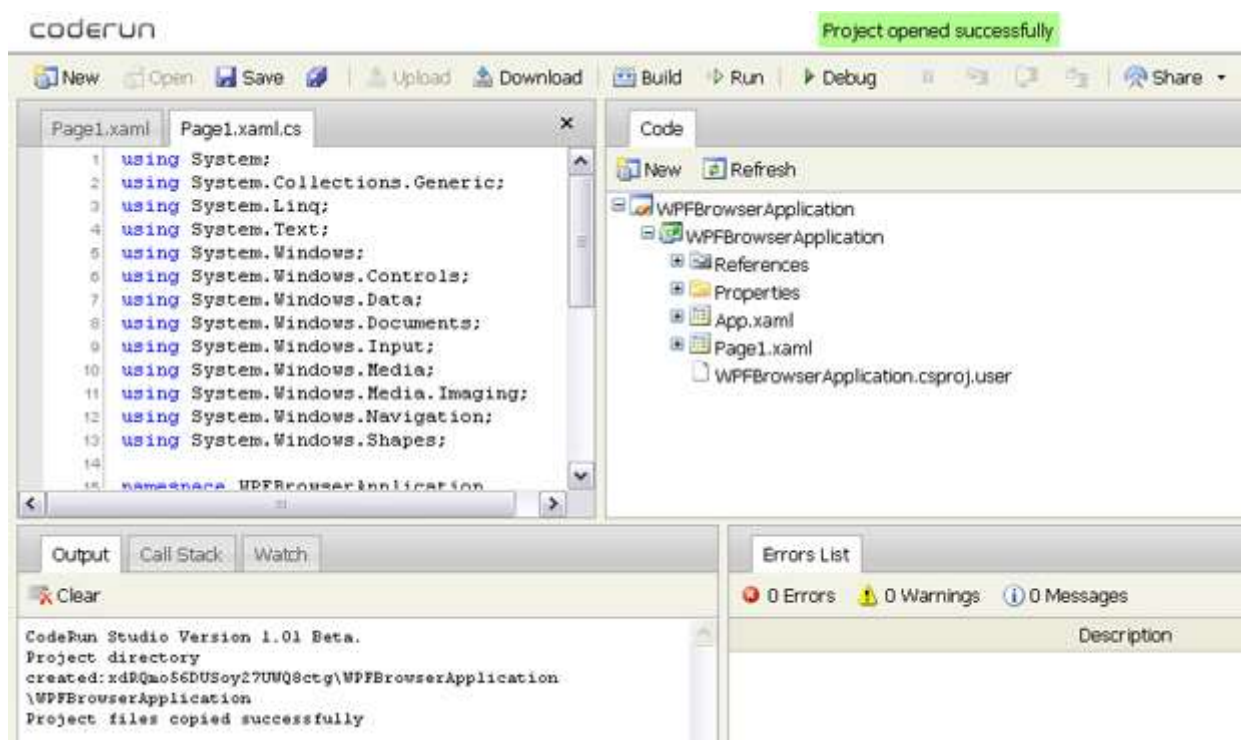 coderun
Project opened successfully
New Open Save Upload Download Build Run Debug Share
Page1.xaml Page1.xaml.cs
1 using System;
2 using System.Collections.Generic;
3 using System.Linq;
4 using System.Text;
5 using System.Windows;
6 using System.Windows.Controls;
7 using System.Windows.Data;
8 using System.Windows.Documents;
9 using System.Windows.Input;
10 using System.Windows.Media;
11 using System.Windows.Media.Imaging;
12 using System.Windows.Navigation;
13 using System.Windows.Shapes;
14
15 namespace WPFBrowserApplication
Code
New Refresh
WPFBrowserApplication
WPFBrowserApplication
References
Properties
App.xaml
Page1.xaml
WPFBrowserApplication.csproj.user
Output Call Stack Watch
Clear
CodeRun Studio Version 1.01 Beta.
Project directory
created:xdRQmo56DUSoy27UWQ8ctg\WPFBrowserApplication
\WPFBrowserApplication
Project files copied successfully
Errors List
0 Errors 0 Warnings 0 Messages
Description